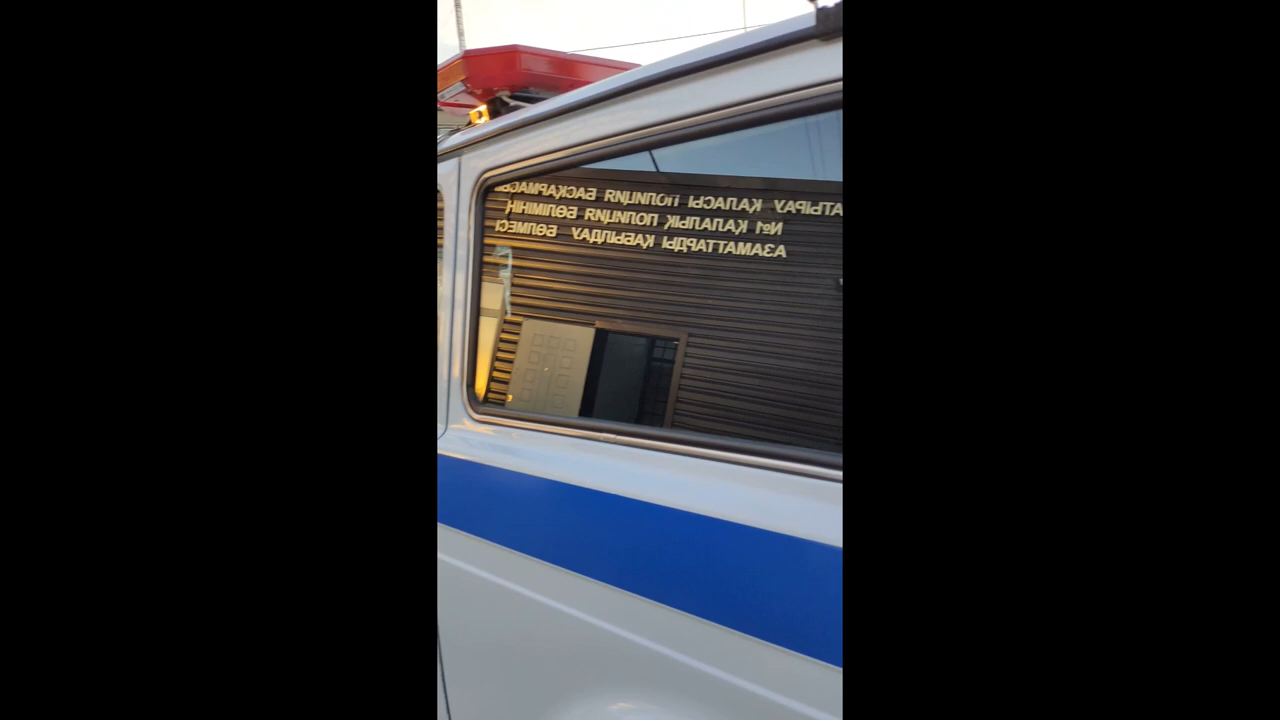 АТЫРАУ ҚАЛАСЫ ПОЛИЦИЯ БАСҚАРМАСЫ
№1 ҚАЛАЛЫҚ ПОЛИЦИЯ БӨЛІМІНІҢ
АЗАМАТТАРДЫ ҚАБЫЛДАУ БӨЛМЕСІ